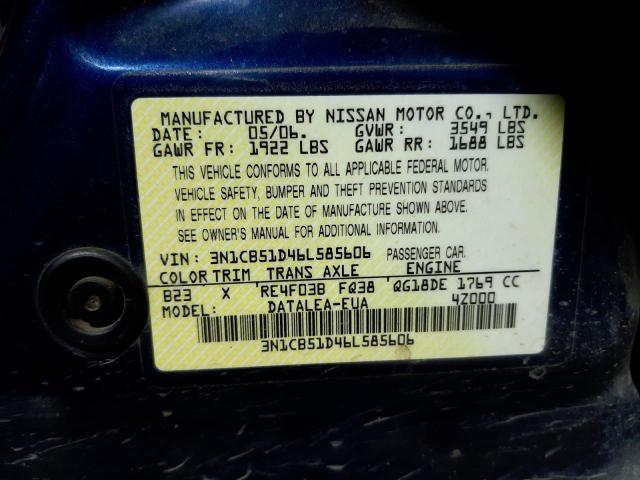 MANUFACTURED BY NISSAN MOTOR CO., LTD.
DATE: 05/06. GVWR: 3549 LBS
GAWR FR: 1922 LBS GAWR RR: 1688 LBS
THIS VEHICLE CONFORMS TO ALL APPLICABLE FEDERAL MOTOR
VEHICLE SAFETY, BUMPER AND THEFT PREVENTION STANDARDS
IN EFFECT ON THE DATE OF MANUFACTURE SHOWN ABOVE.
SEE OWNER'S MANUAL FOR ADDITIONAL INFORMATION.
VIN: 3N1CB51D46L585606 PASSENGER CAR.
COLOR TRIM TRANS AXLE ENGINE
B23 X RE4F03B FQ38 QG18DE 1769 CC
MODEL: DATALEA-EUA 4Z000
3N1CB51D46L585606